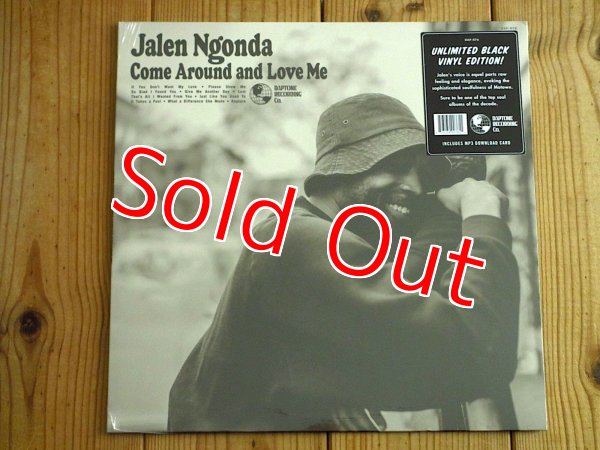 Jalen Ngonda
Come Around and Love Me
If You Don't Want My Love • Please Show Me
So Glad I Found You • Give Me Another Day • Lost
That's All I Wanted From You • Just Like You Used To
It Takes a Fool • What a Difference She Made • Rapture
DAPTONE
RECORDING
Co.
DAP-076
UNLIMITED BLACK
VINYL EDITION!
Jalen's voice is equal parts raw
feeling and elegance, evoking the
sophisticated soulfulness of Motown.
Sure to be one of the top soul
albums of the decade.
DAPTONE
RECORDING
Co.
INCLUDES MP3 DOWNLOAD CARD
Sold Out